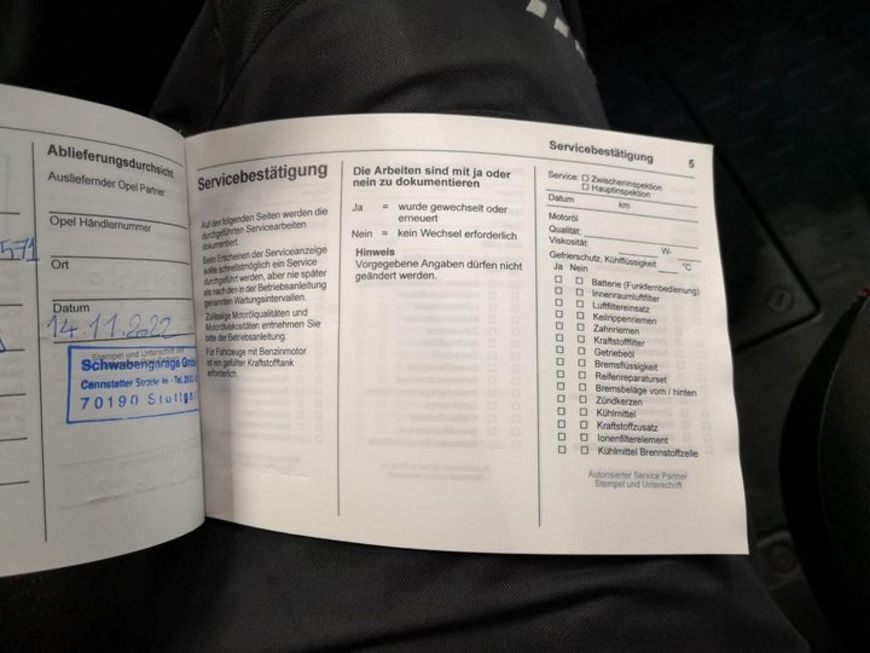 571
Ablieferungsdurchsicht
Ausliefernder Opel Partner
Opel Händlernummer
Ort
Datum
14.11.2022
Stempel und Unterschrift des
Schwabengarage Gmb
Cannstatter Straße
70190 Stuttgar
Servicebestätigung
Auf den folgenden Seiten werden die
durchgeführten Servicearbeiten
dokumentiert.
Beim Erscheinen der Serviceanzeige
sollte schnellstmöglich ein Service
durchgeführt werden, aber nie später
als nach den in der Betriebsanleitung
genannten Wartungsintervallen.
Zulässige Motorölqualitäten und
Motorölviskositäten entnehmen Sie
bitte der Betriebsanleitung.
Für Fahrzeuge mit Benzinmotor
ist ein gefüllter Kraftstofftank
erforderlich.
Die Arbeiten sind mit ja oder
nein zu dokumentieren
Ja = wurde gewechselt oder
erneuert
Nein = kein Wechsel erforderlich
Hinweis
Vorgegebene Angaben dürfen nicht
geändert werden.
Servicebestätigung 5
Service: ☐ Zwischeninspektion
☐ Hauptinspektion
Datum km
Motoröl
Qualität:
Viskosität: W-
Gefrierschutz, Kühlflüssigkeit °C
Ja Nein
☐ ☐ Batterie (Funkfernbedienung)
☐ ☐ Innenraumluftfilter
☐ ☐ Luftfiltereinsatz
☐ ☐ Keilrippenriemen
☐ ☐ Zahnriemen
☐ ☐ Kraftstofffilter
☐ ☐ Getriebeöl
☐ ☐ Bremsflüssigkeit
☐ ☐ Reifenreparaturset
☐ ☐ Bremsbeläge vorn / hinten
☐ ☐ Zündkerzen
☐ ☐ Kühlmittel
☐ ☐ Kraftstoffzusatz
☐ ☐ Ionenfilterelement
☐ ☐ Kühlmittel Brennstoffzelle
Autorisierter Service Partner
Stempel und Unterschrift